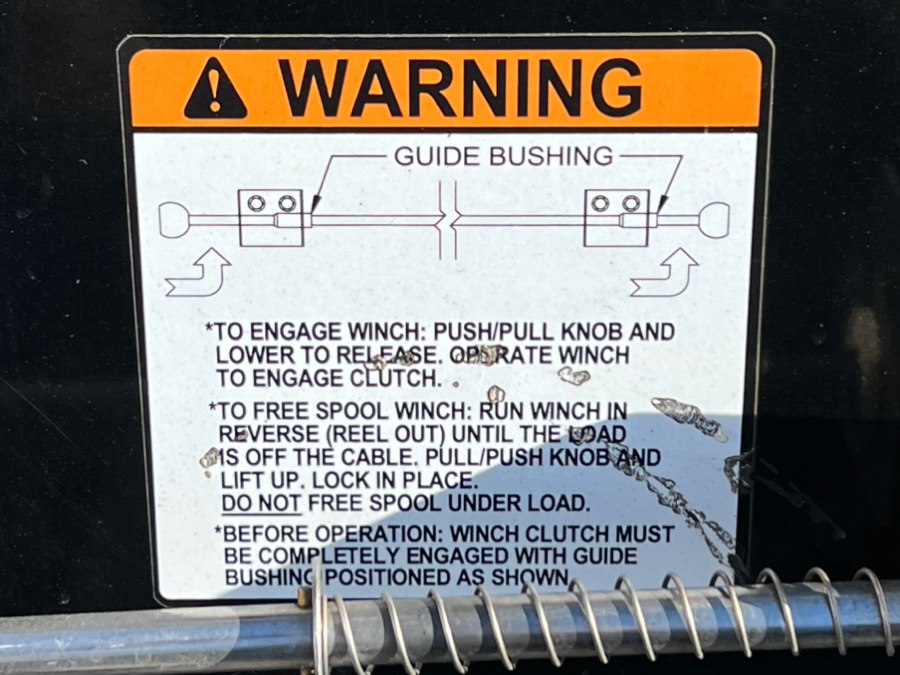 WARNING
GUIDE BUSHING
*TO ENGAGE WINCH: PUSH/PULL KNOB AND
LOWER TO RELEASE. OPERATE WINCH
TO ENGAGE CLUTCH.
*TO FREE SPOOL WINCH: RUN WINCH IN
REVERSE (REEL OUT) UNTIL THE LOAD
IS OFF THE CABLE. PULL/PUSH KNOB AND
LIFT UP. LOCK IN PLACE.
DO NOT FREE SPOOL UNDER LOAD.
*BEFORE OPERATION: WINCH CLUTCH MUST
BE COMPLETELY ENGAGED WITH GUIDE
BUSHING POSITIONED AS SHOWN.